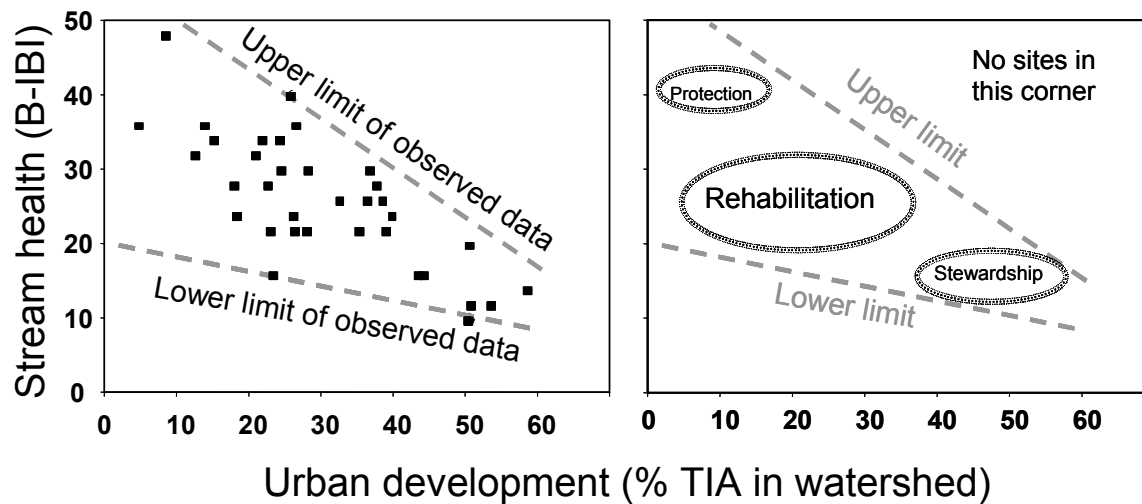 Stream health (B-IBI)
50
40
30
20
10
0
Upper limit of observed data
Lower limit of observed data
0 10 20 30 40 50 60
No sites in
this corner
Protection
Upper limit
Rehabilitation
Stewardship
Lower limit
0 10 20 30 40 50 60
Urban development (% TIA in watershed)